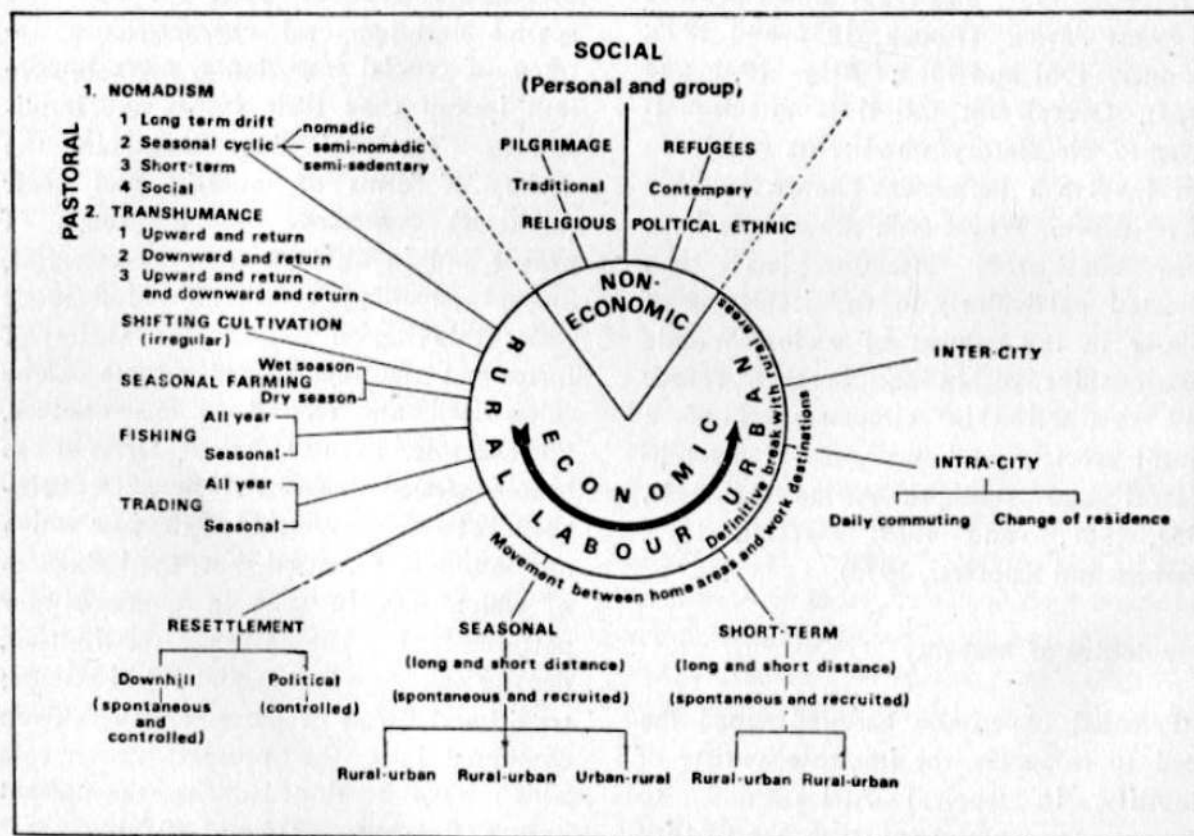 SOCIAL
(Personal and group)
PASTORAL
1. NOMADISM
1 Long term drift
2 Seasonal cyclic
nomadic
semi-nomadic
semi-sedentary
3 Short-term
4 Social
2. TRANSHUMANCE
1 Upward and return
2 Downward and return
3 Upward and return
and downward and return
SHIFTING CULTIVATION
(irregular)
Wet season
SEASONAL FARMING
Dry season
All year
FISHING
Seasonal
All year
TRADING
Seasonal
PILGRIMAGE
Traditional
RELIGIOUS
REFUGEES
Contempary
POLITICAL ETHNIC
NON-
ECONOMIC
RURAL
LABOUR
URBAN
ECONOMIC
Definitive break with rural areas
Movement between home areas and work destinations
INTER-CITY
INTRA-CITY
Daily commuting
Change of residence
RESETTLEMENT
Downhill
(spontaneous
and
controlled)
Political
(controlled)
SEASONAL
(long and short distance)
(spontaneous and recruited)
Rural-urban
Rural-urban
Urban-rural
SHORT-TERM
(long and short distance)
(spontaneous and recruited)
Rural-urban
Rural-urban